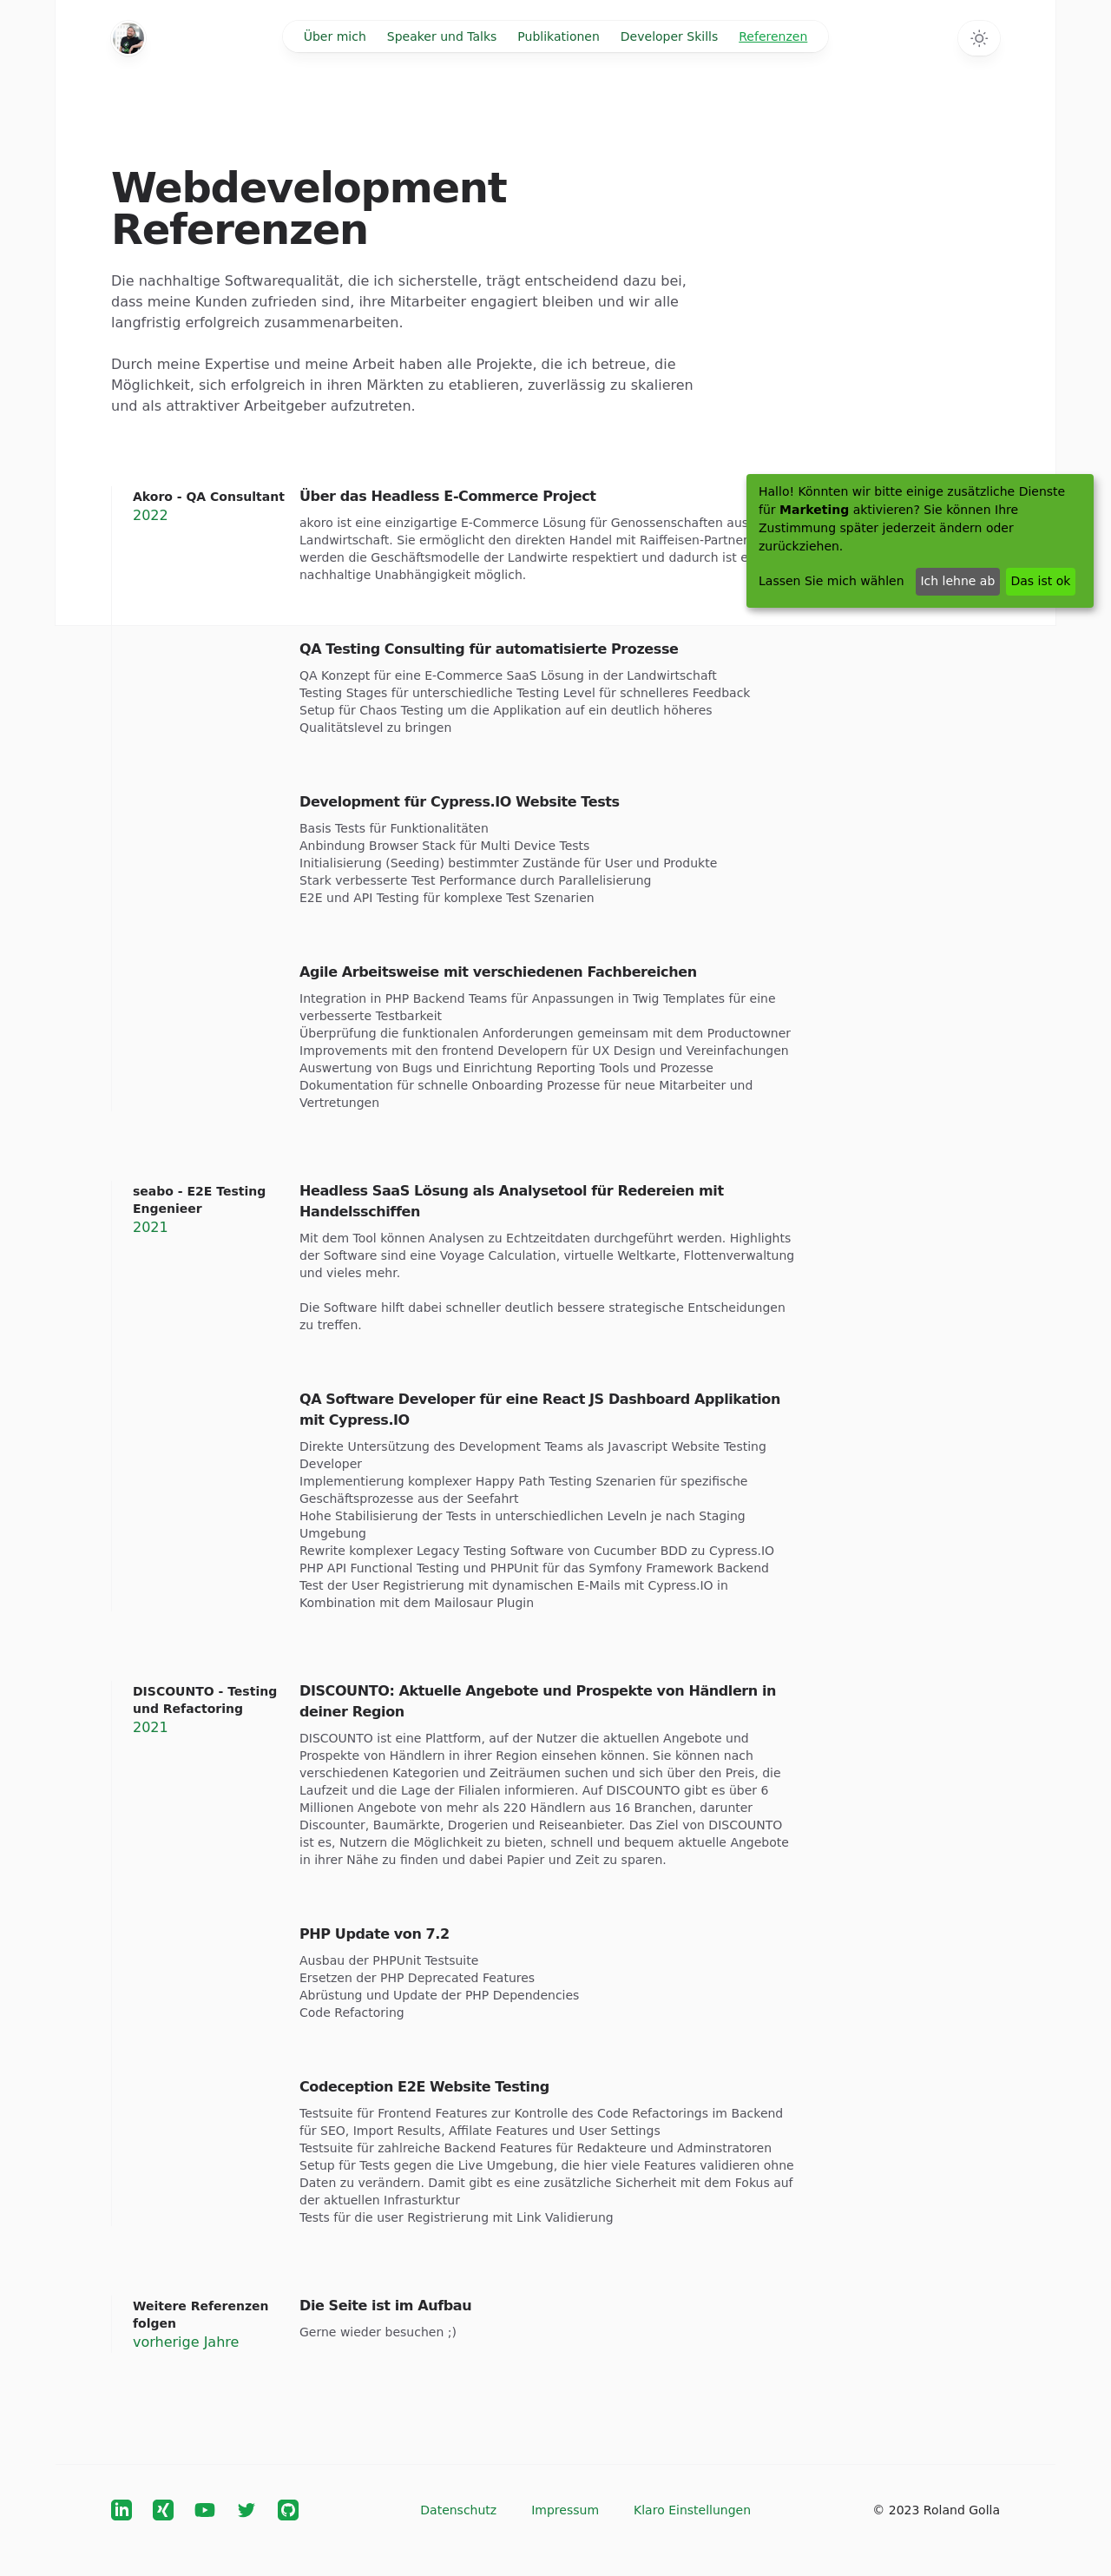 Über mich Speaker und Talks Publikationen Developer Skills Referenzen
Webdevelopment
Referenzen
Die nachhaltige Softwarequalität, die ich sicherstelle, trägt entscheidend dazu bei,
dass meine Kunden zufrieden sind, ihre Mitarbeiter engagiert bleiben und wir alle
langfristig erfolgreich zusammenarbeiten.
Durch meine Expertise und meine Arbeit haben alle Projekte, die ich betreue, die
Möglichkeit, sich erfolgreich in ihren Märkten zu etablieren, zuverlässig zu skalieren
und als attraktiver Arbeitgeber aufzutreten.
Akoro - QA Consultant
2022
Über das Headless E-Commerce Project
akoro ist eine einzigartige E-Commerce Lösung für Genossenschaften aus
Landwirtschaft. Sie ermöglicht den direkten Handel mit Raiffeisen-Partner
werden die Geschäftsmodelle der Landwirte respektiert und dadurch ist
nachhaltige Unabhängigkeit möglich.
Hallo! Könnten wir bitte einige zusätzliche Dienste
für Marketing aktivieren? Sie können Ihre
Zustimmung später jederzeit ändern oder
zurückziehen.
Lassen Sie mich wählen Ich lehne ab Das ist ok
QA Testing Consulting für automatisierte Prozesse
QA Konzept für eine E-Commerce SaaS Lösung in der Landwirtschaft
Testing Stages für unterschiedliche Testing Level für schnelleres Feedback
Setup für Chaos Testing um die Applikation auf ein deutlich höheres
Qualitätslevel zu bringen
Development für Cypress.IO Website Tests
Basis Tests für Funktionalitäten
Anbindung Browser Stack für Multi Device Tests
Initialisierung (Seeding) bestimmter Zustände für User und Produkte
Stark verbesserte Test Performance durch Parallelisierung
E2E und API Testing für komplexe Test Szenarien
Agile Arbeitsweise mit verschiedenen Fachbereichen
Integration in PHP Backend Teams für Anpassungen in Twig Templates für eine
verbesserte Testbarkeit
Überprüfung die funktionalen Anforderungen gemeinsam mit dem Productowner
Improvements mit den frontend Developern für UX Design und Vereinfachungen
Auswertung von Bugs und Einrichtung Reporting Tools und Prozesse
Dokumentation für schnelle Onboarding Prozesse für neue Mitarbeiter und
Vertretungen
seabo - E2E Testing
Engenieer
2021
Headless SaaS Lösung als Analysetool für Redereien mit
Handelsschiffen
Mit dem Tool können Analysen zu Echtzeitdaten durchgeführt werden. Highlights
der Software sind eine Voyage Calculation, virtuelle Weltkarte, Flottenverwaltung
und vieles mehr.
Die Software hilft dabei schneller deutlich bessere strategische Entscheidungen
zu treffen.
QA Software Developer für eine React JS Dashboard Applikation
mit Cypress.IO
Direkte Untersützung des Development Teams als Javascript Website Testing
Developer
Implementierung komplexer Happy Path Testing Szenarien für spezifische
Geschäftsprozesse aus der Seefahrt
Hohe Stabilisierung der Tests in unterschiedlichen Leveln je nach Staging
Umgebung
Rewrite komplexer Legacy Testing Software von Cucumber BDD zu Cypress.IO
PHP API Functional Testing und PHPUnit für das Symfony Framework Backend
Test der User Registrierung mit dynamischen E-Mails mit Cypress.IO in
Kombination mit dem Mailosaur Plugin
DISCOUNTO - Testing
und Refactoring
2021
DISCOUNTO: Aktuelle Angebote und Prospekte von Händlern in
deiner Region
DISCOUNTO ist eine Plattform, auf der Nutzer die aktuellen Angebote und
Prospekte von Händlern in ihrer Region einsehen können. Sie können nach
verschiedenen Kategorien und Zeiträumen suchen und sich über den Preis, die
Laufzeit und die Lage der Filialen informieren. Auf DISCOUNTO gibt es über 6
Millionen Angebote von mehr als 220 Händlern aus 16 Branchen, darunter
Discounter, Baumärkte, Drogerien und Reiseanbieter. Das Ziel von DISCOUNTO
ist es, Nutzern die Möglichkeit zu bieten, schnell und bequem aktuelle Angebote
in ihrer Nähe zu finden und dabei Papier und Zeit zu sparen.
PHP Update von 7.2
Ausbau der PHPUnit Testsuite
Ersetzen der PHP Deprecated Features
Abrüstung und Update der PHP Dependencies
Code Refactoring
Codeception E2E Website Testing
Testsuite für Frontend Features zur Kontrolle des Code Refactorings im Backend
für SEO, Import Results, Affilate Features und User Settings
Testsuite für zahlreiche Backend Features für Redakteure und Adminstratoren
Setup für Tests gegen die Live Umgebung, die hier viele Features validieren ohne
Daten zu verändern. Damit gibt es eine zusätzliche Sicherheit mit dem Fokus auf
der aktuellen Infrasturktur
Tests für die user Registrierung mit Link Validierung
Weitere Referenzen
folgen
vorherige Jahre
Die Seite ist im Aufbau
Gerne wieder besuchen ;)
Datenschutz Impressum Klaro Einstellungen © 2023 Roland Golla